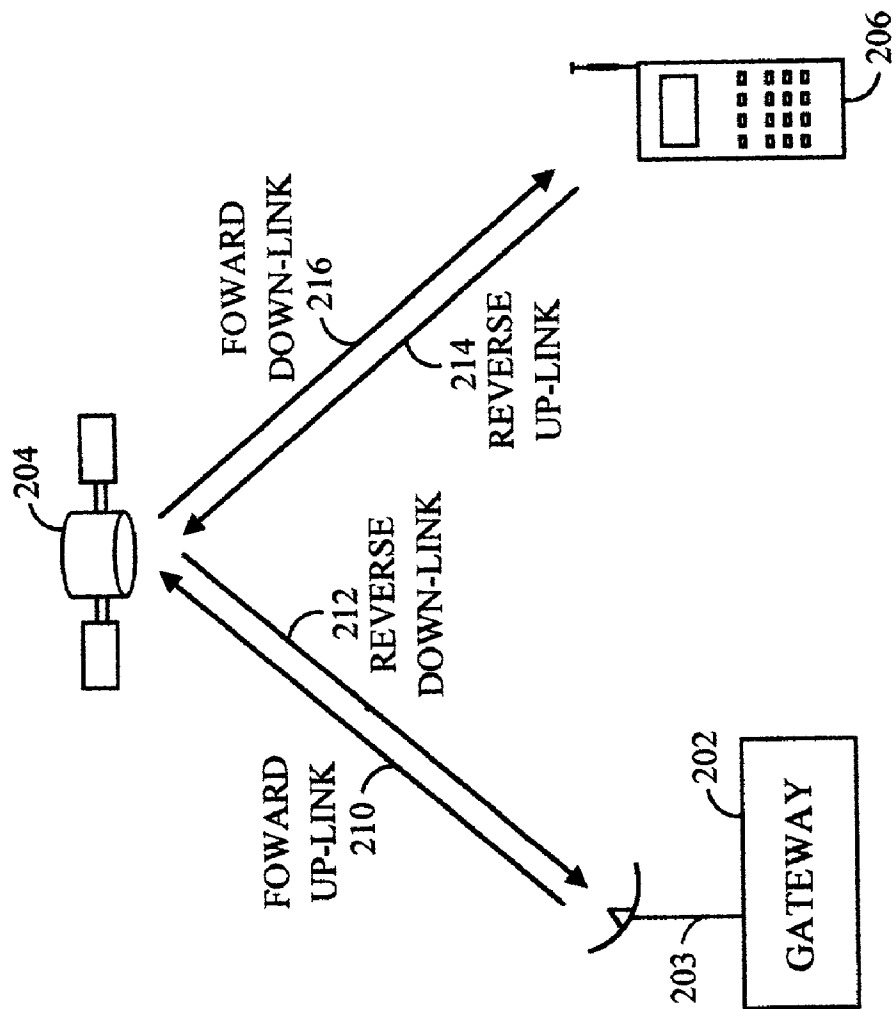 204
FOWARD
DOWN-LINK
216
214
REVERSE
UP-LINK
206
FOWARD
UP-LINK
210
212
REVERSE
DOWN-LINK
203
202
GATEWAY